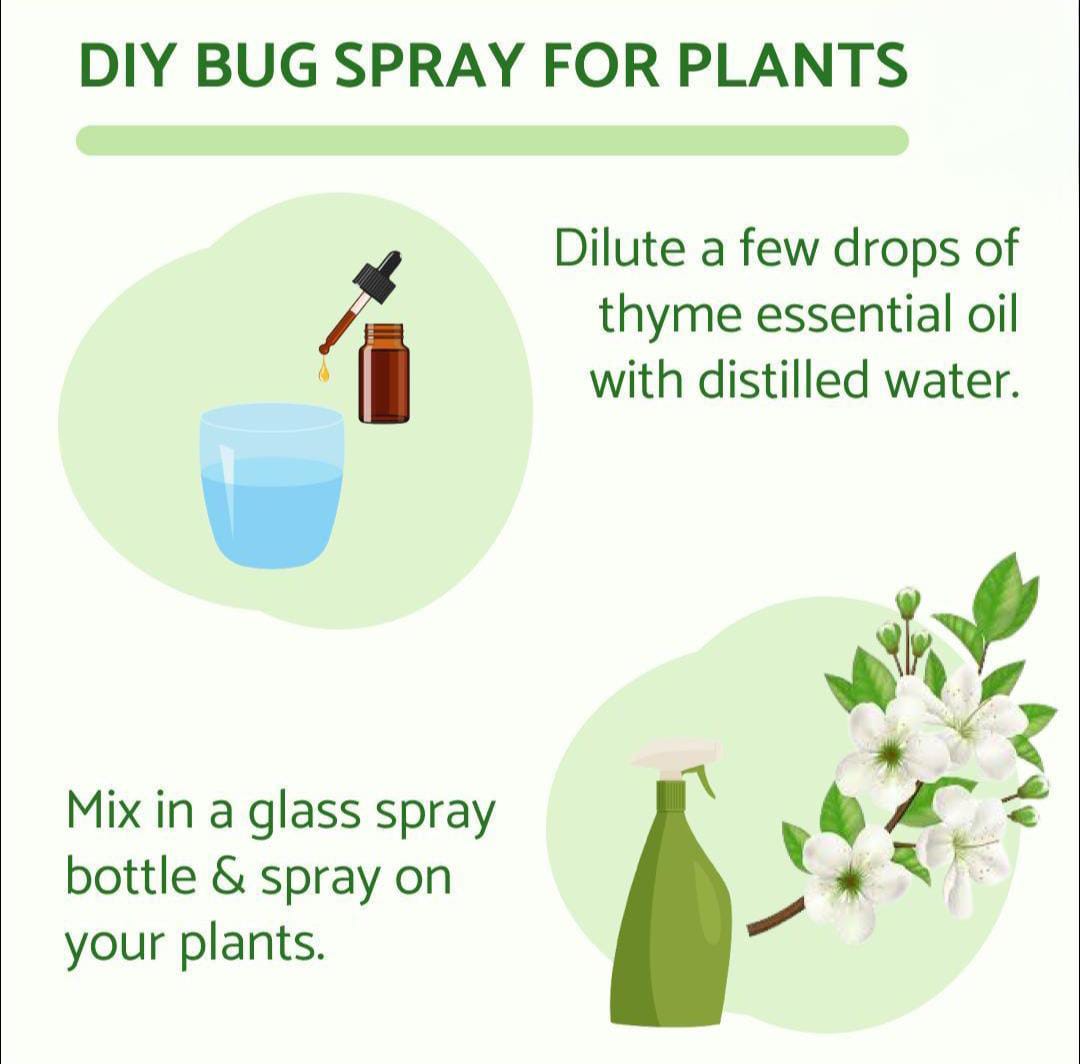 DIY BUG SPRAY FOR PLANTS
Dilute a few drops of
thyme essential oil
with distilled water.
Mix in a glass spray
bottle & spray on
your plants.